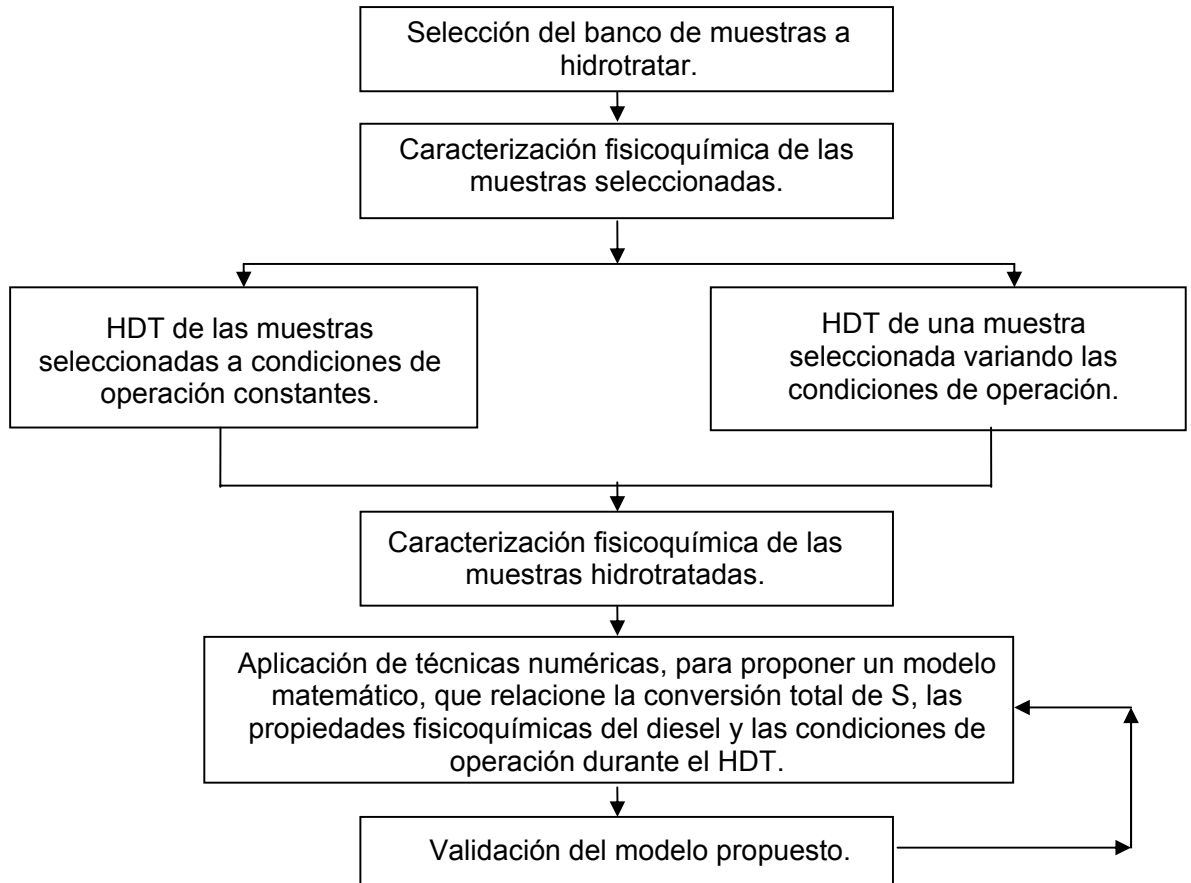 Selección del banco de muestras a
hidrotratar.
Caracterización fisicoquímica de las
muestras seleccionadas.
HDT de las muestras
seleccionadas a condiciones de
operación constantes.
HDT de una muestra
seleccionada variando las
condiciones de operación.
Caracterización fisicoquímica de las
muestras hidrotratadas.
Aplicación de técnicas numéricas, para proponer un modelo
matemático, que relacione la conversión total de S, las
propiedades fisicoquímicas del diesel y las condiciones de
operación durante el HDT.
Validación del modelo propuesto.